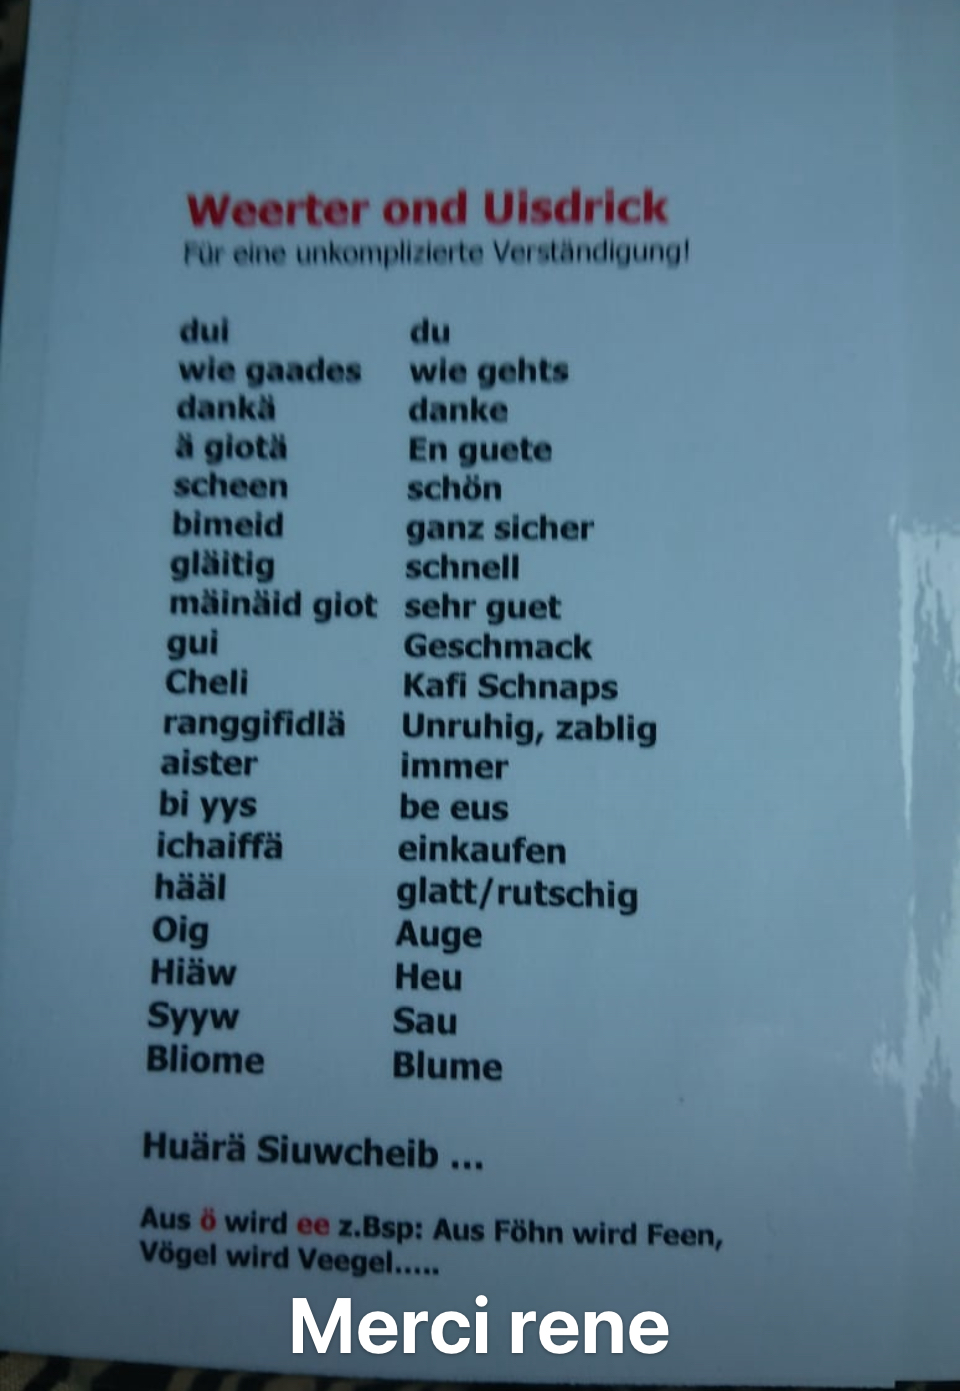 Weerter ond Uisdrick
Für eine unkomplizierte Verständigung!
dui du
wie gaades wie gehts
dankä danke
ä giotä En guete
scheen schön
bimeid ganz sicher
gläitig schnell
mäinäid giot sehr guet
gui Geschmack
Cheli Kafi Schnaps
ranggifidlä Unruhig, zablig
aister immer
bi yys be eus
ichaiffä einkaufen
hääl glatt/rutschig
Oig Auge
Hiäw Heu
Syyw Sau
Bliome Blume
Huärä Siuwcheib ...
Aus ö wird ee z.Bsp: Aus Föhn wird Feen,
Vögel wird Veegel.....
Merci rene